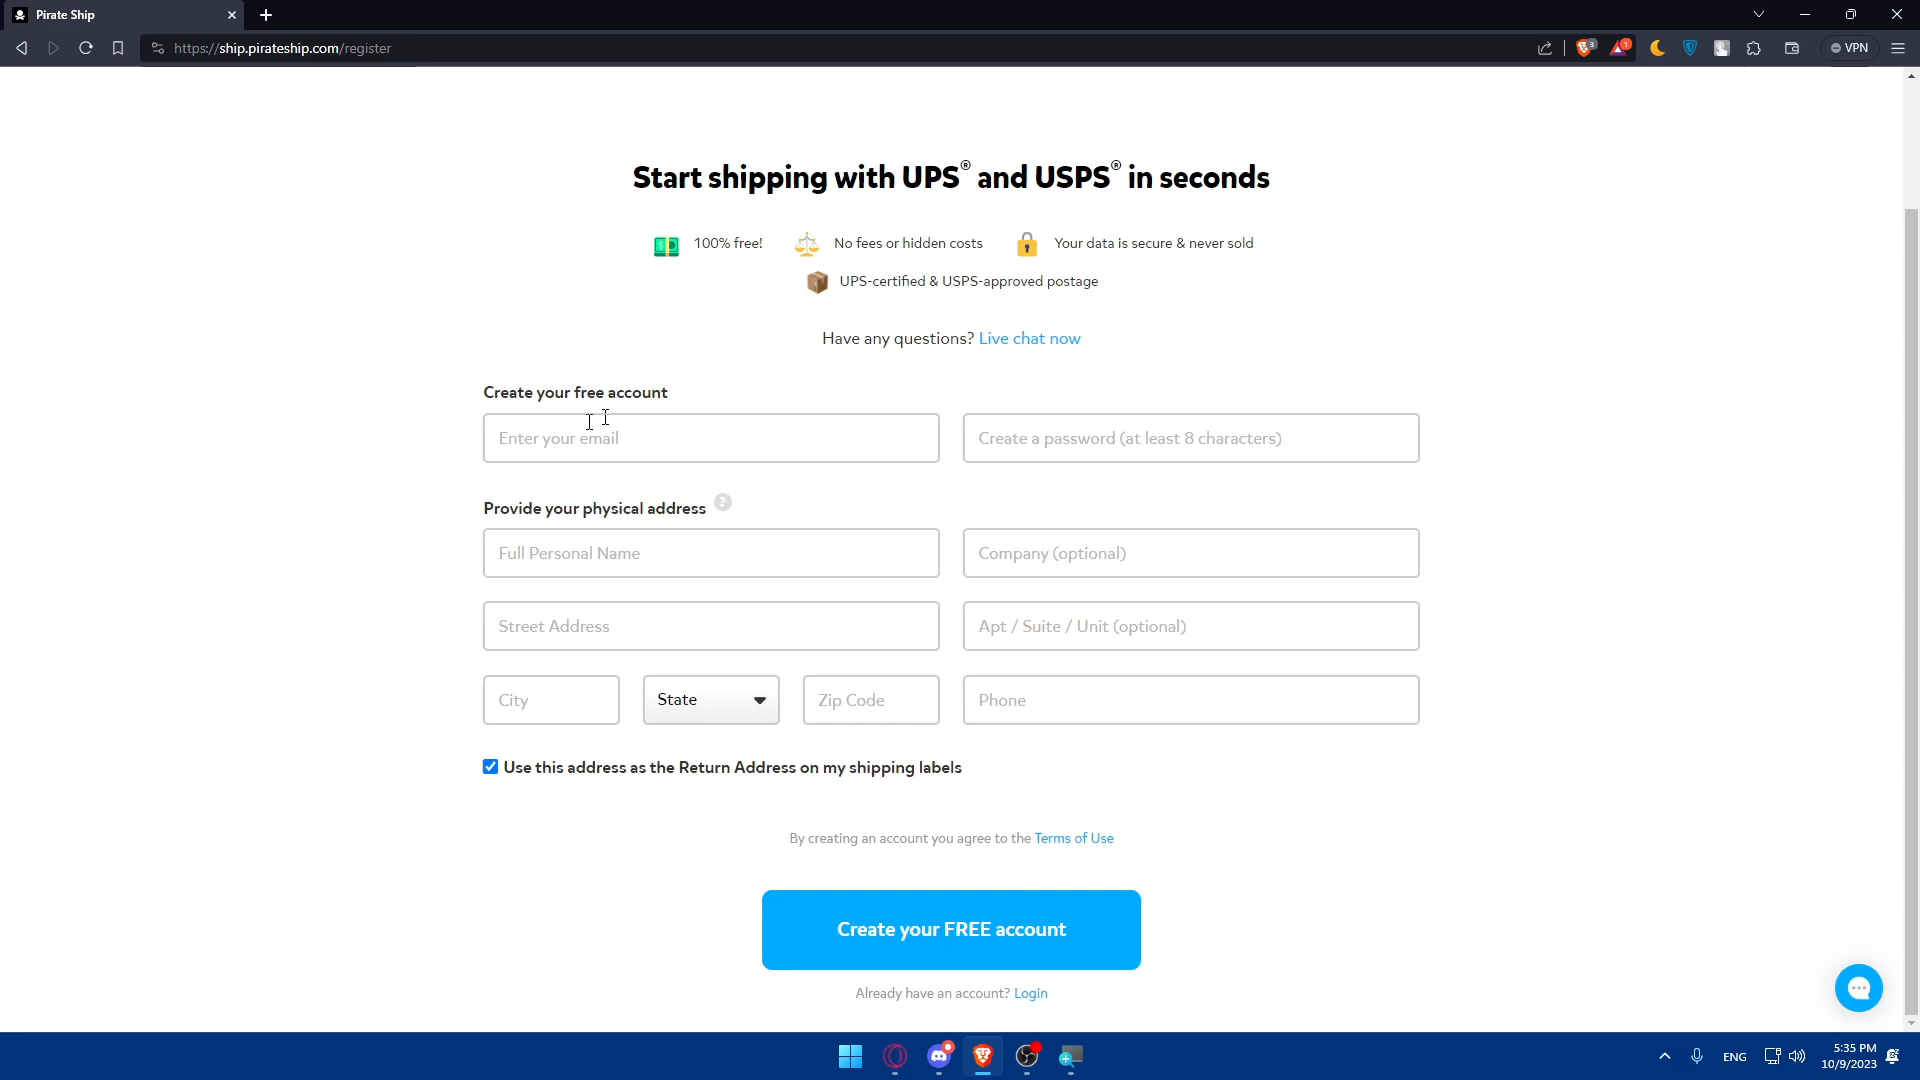 Pirate Ship
https://ship.pirateship.com/register
3
1
VPN
Start shipping with UPS® and USPS® in seconds
100% free!
No fees or hidden costs
Your data is secure & never sold
UPS-certified & USPS-approved postage
Have any questions? Live chat now
Create your free account
Enter your email
Create a password (at least 8 characters)
Provide your physical address ?
Full Personal Name
Company (optional)
Street Address
Apt / Suite / Unit (optional)
City
State
Zip Code
Phone
Use this address as the Return Address on my shipping labels
By creating an account you agree to the Terms of Use
Create your FREE account
Already have an account? Login
ENG
5:35 PM
10/9/2023